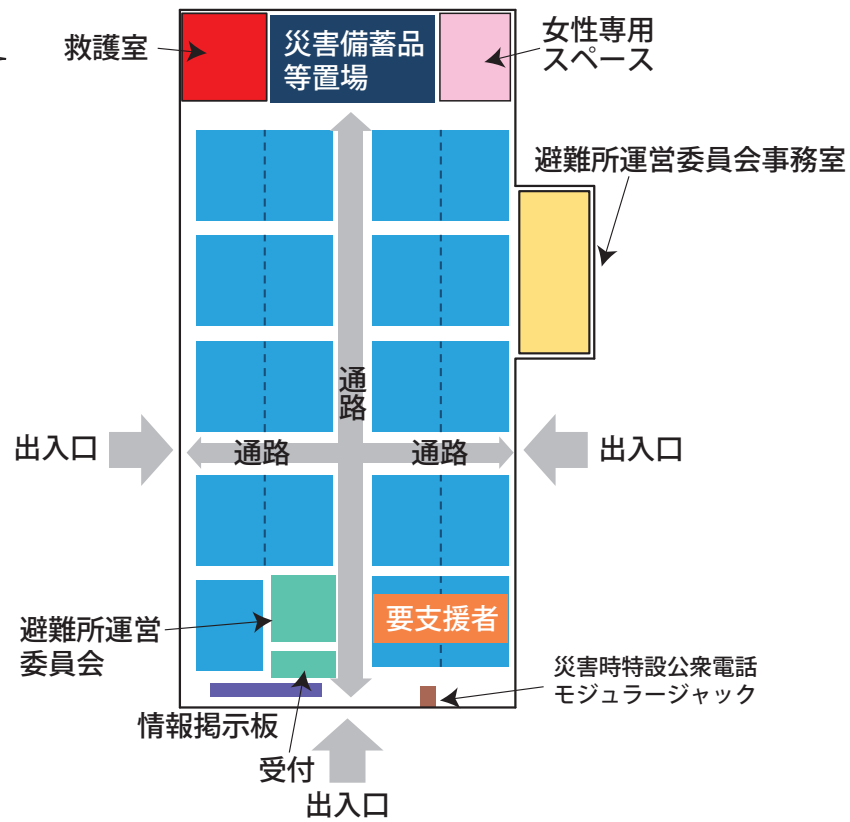 救護室
災害備蓄品
等置場
女性専用
スペース
避難所運営委員会事務室
通路
出入口
通路
通路
出入口
避難所運営
委員会
要支援者
災害時特設公衆電話
モジュラージャック
情報掲示板
受付
出入口